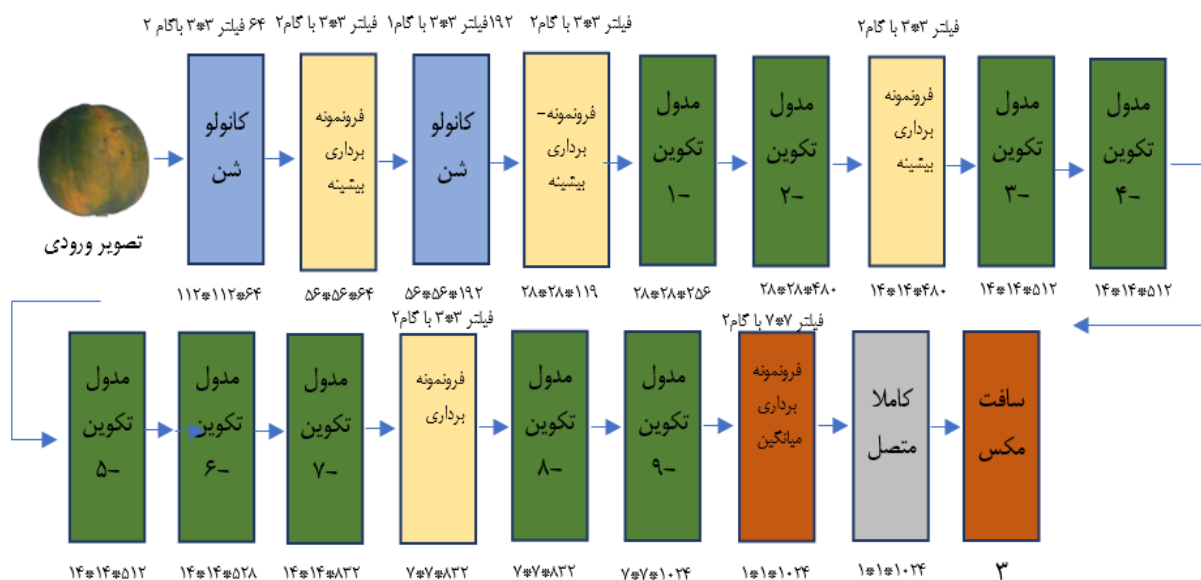 ۶۴ فیلتر ۳*۳ باگام ۲
فیلتر ۳*۳ با گام۲
۱۹۲فیلتر ۳*۳ با گام۱
فیلتر ۳*۳ با گام۲
فیلتر ۳*۳ با گام۲
کانولو
شن
فرونمونه
برداری
بیشینه
کانولو
شن
فرونمونه-
برداری
بیشینه
مدول
تکوین
-۱
مدول
تکوین
-۲
فرونمونه
برداری
بیشینه
مدول
تکوین
-۳
مدول
تکوین
-۴
تصویر ورودی
۱۱۲*۱۱۲*۶۴
۵۶*۵۶*۶۴
۵۶*۵۶*۱۹۲
۲۸*۲۸*۱۱۹
۲۸*۲۸*۲۵۶
۲۸*۲۸*۴۸۰
۱۴*۱۴*۴۸۰
۱۴*۱۴*۵۱۲
۱۴*۱۴*۵۱۲
فیلتر ۳*۳ با گام۲
فیلتر ۷*۷ با گام۲
مدول
تکوین
-۵
مدول
تکوین
-۶
مدول
تکوین
-۷
فرونمونه
برداری
مدول
تکوین
-۸
مدول
تکوین
-۹
فرونمونه
برداری
میانگین
کاملا
متصل
سافت
مکس
۱۴*۱۴*۵۱۲
۱۴*۱۴*۵۲۸
۱۴*۱۴*۸۳۲
۷*۷*۸۳۲
۷*۷*۸۳۲
۷*۷*۱۰۲۴
۱*۱*۱۰۲۴
۱*۱*۱۰۲۴
۳